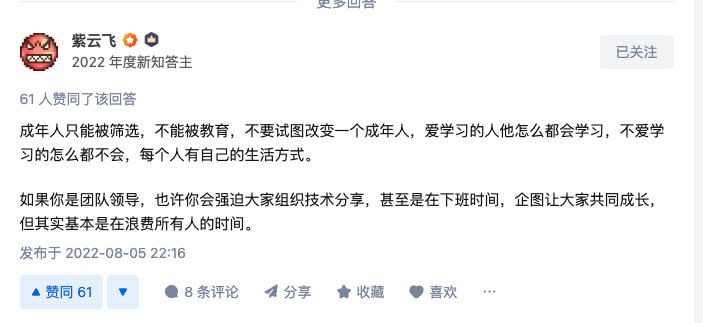 更多回答
紫云飞
2022 年度新知答主
已关注
61 人赞同了该回答
成年人只能被筛选，不能被教育，不要试图改变一个成年人，爱学习的人他怎么都会学习，不爱学
习的怎么都不会，每个人有自己的生活方式。
如果你是团队领导，也许你会强迫大家组织技术分享，甚至是在下班时间，企图让大家共同成长，
但其实基本是在浪费所有人的时间。
发布于 2022-08-05 22:16
赞同 61 8 条评论 分享 收藏 喜欢 ···